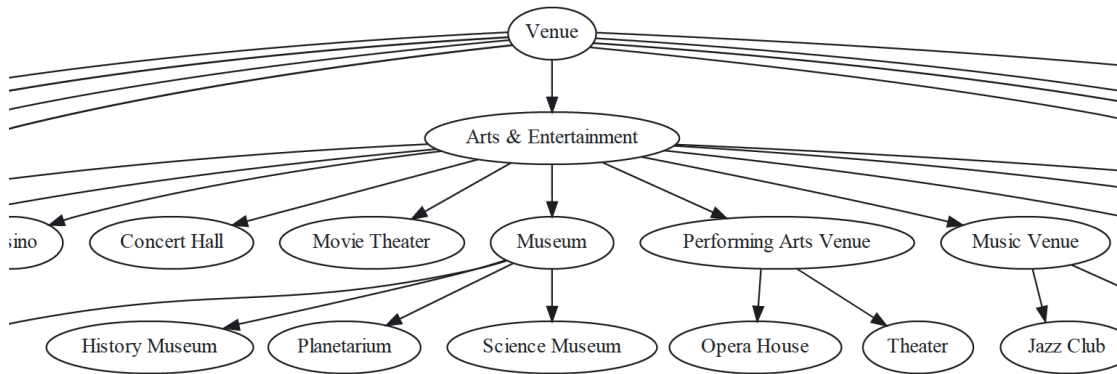 Venue
Arts & Entertainment
sino
Concert Hall
Movie Theater
Museum
Performing Arts Venue
Music Venue
History Museum
Planetarium
Science Museum
Opera House
Theater
Jazz Club